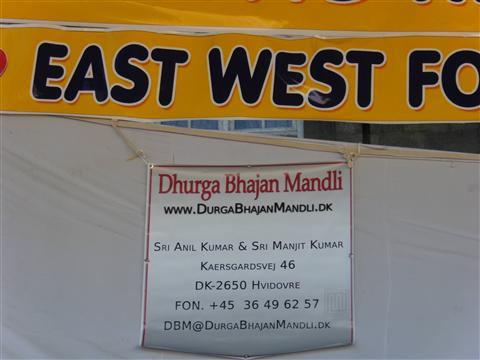 EAST WEST FO
Dhurga Bhajan Mandli
WWW.DURGABHAJANMANDLI.DK
SRI ANIL KUMAR & SRI MANJIT KUMAR
KAERSGARDSVEJ 46
DK-2650 HVIDOVRE
FON. +45 36 49 62 57
DBM@DURGABHAJANMANDLI.DK